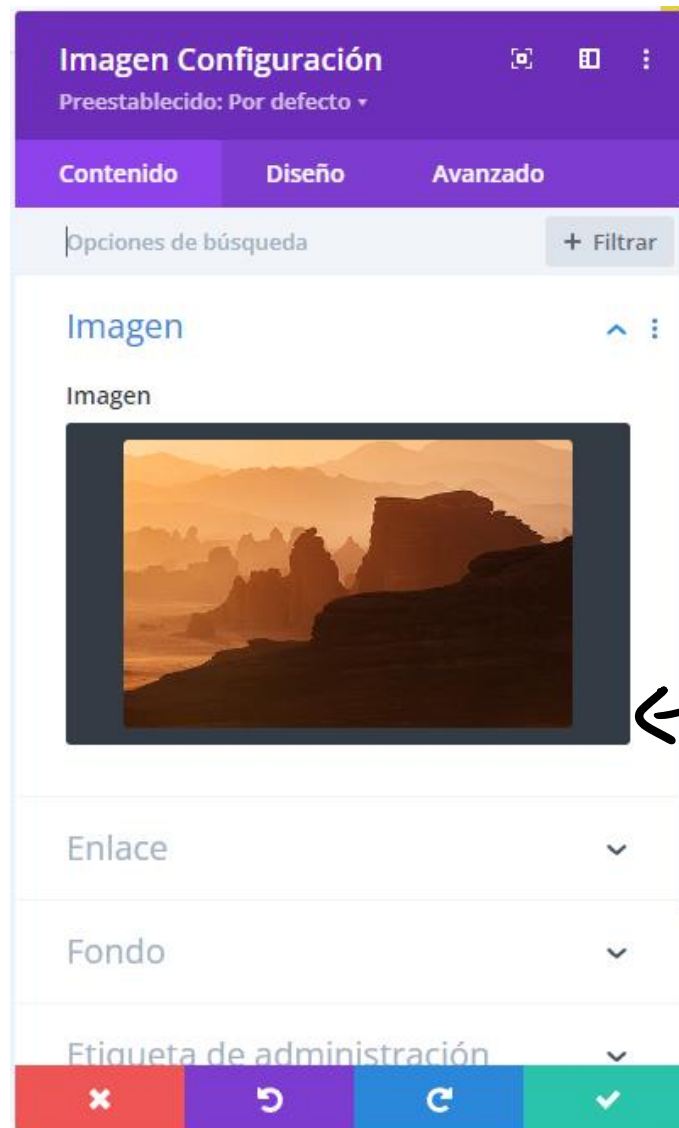 Imagen Configuración
Preestablecido: Por defecto
Contenido Diseño Avanzado
Opciones de búsqueda + Filtrar
Imagen
Imagen
Enlace
Fondo
Etiqueta de administración